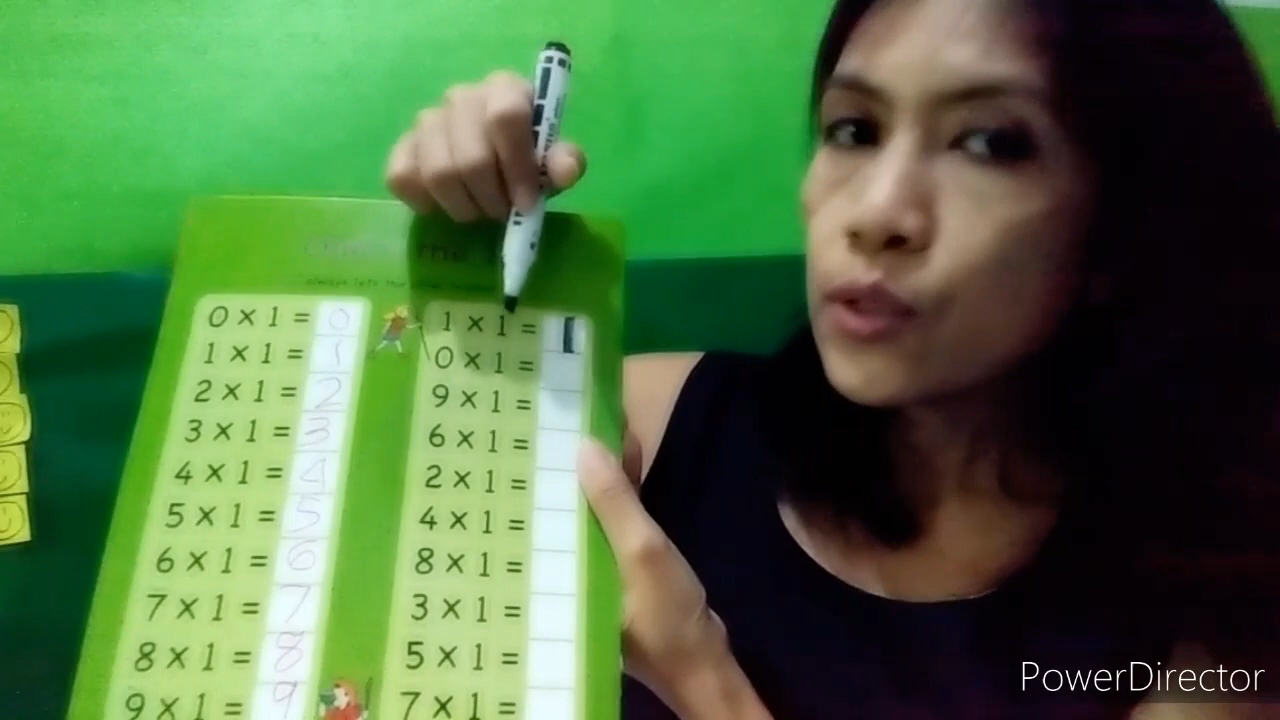 0 × 1 = 0
1 × 1 = 1
2 × 1 = 2
3 × 1 = 3
4 × 1 = 4
5 × 1 = 5
6 × 1 = 6
7 × 1 = 7
8 × 1 = 8
9 × 1 = 9
1 × 1 = 1
0 × 1 =
9 × 1 =
6 × 1 =
2 × 1 =
4 × 1 =
8 × 1 =
3 × 1 =
5 × 1 =
7 × 1 =
PowerDirector